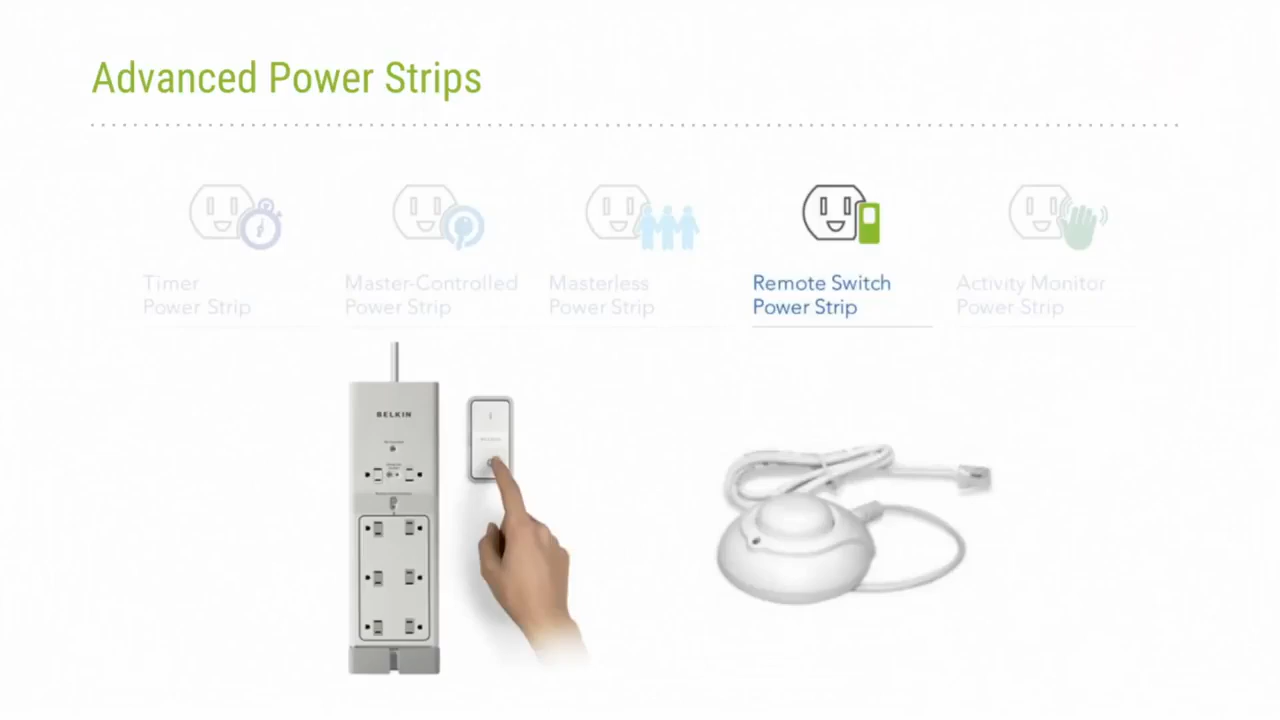 Advanced Power Strips
Timer
Power Strip
Master-Controlled
Power Strip
Masterless
Power Strip
Remote Switch
Power Strip
Activity Monitor
Power Strip
BELKIN